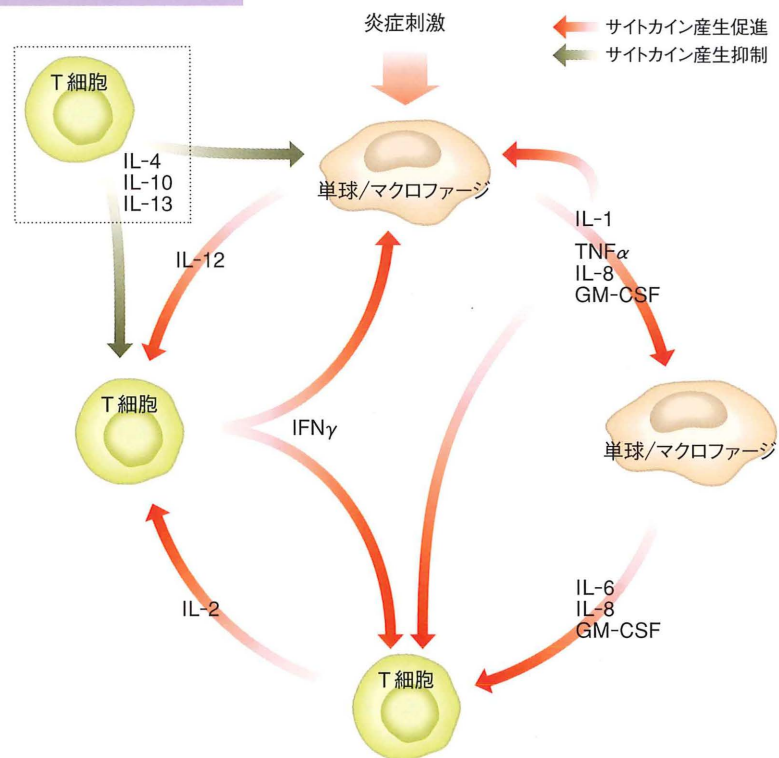 炎症刺激
サイトカイン産生促進
サイトカイン産生抑制
T細胞
IL-4
IL-10
IL-13
単球/マクロファージ
IL-12
IL-1
TNFα
IL-8
GM-CSF
T細胞
IFNγ
単球/マクロファージ
IL-2
IL-6
IL-8
GM-CSF
T細胞